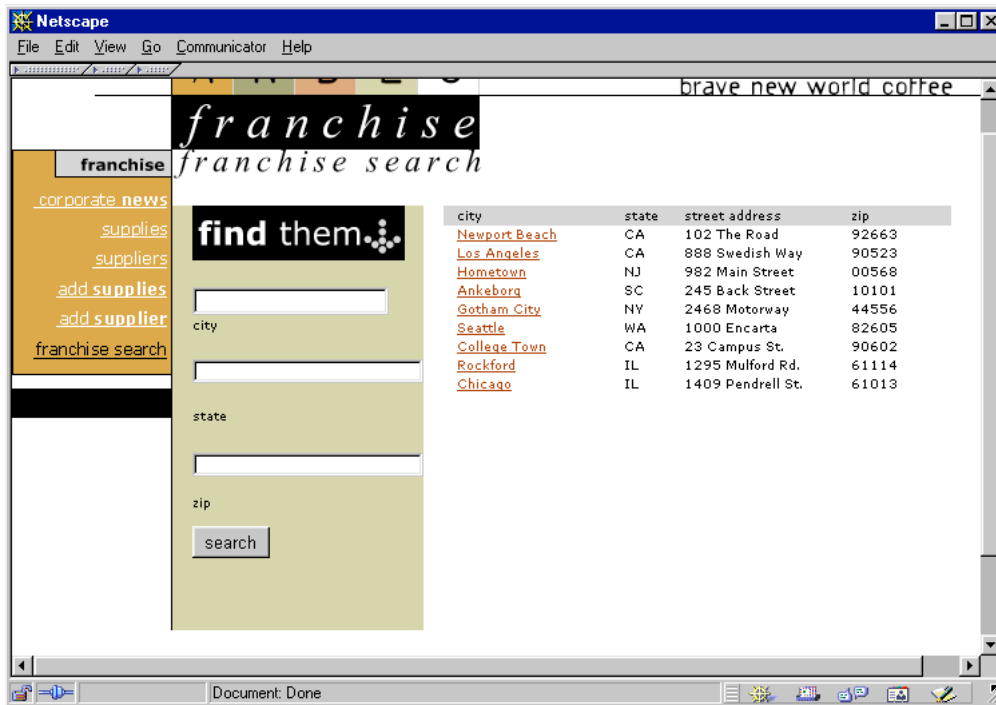 Netscape
File Edit View Go Communicator Help
brave new world coffee
franchise
franchise search
franchise
corporate news
supplies
suppliers
add supplies
add supplier
franchise search
find them
city
state
zip
search
city state street address zip
Newport Beach CA 102 The Road 92663
Los Angeles CA 888 Swedish Way 90523
Hometown NJ 982 Main Street 00568
Ankeborg SC 245 Back Street 10101
Gotham City NY 2468 Motorway 44556
Seattle WA 1000 Encarta 82605
College Town CA 23 Campus St. 90602
Rockford IL 1295 Mulford Rd. 61114
Chicago IL 1409 Pendrell St. 61013
Document: Done